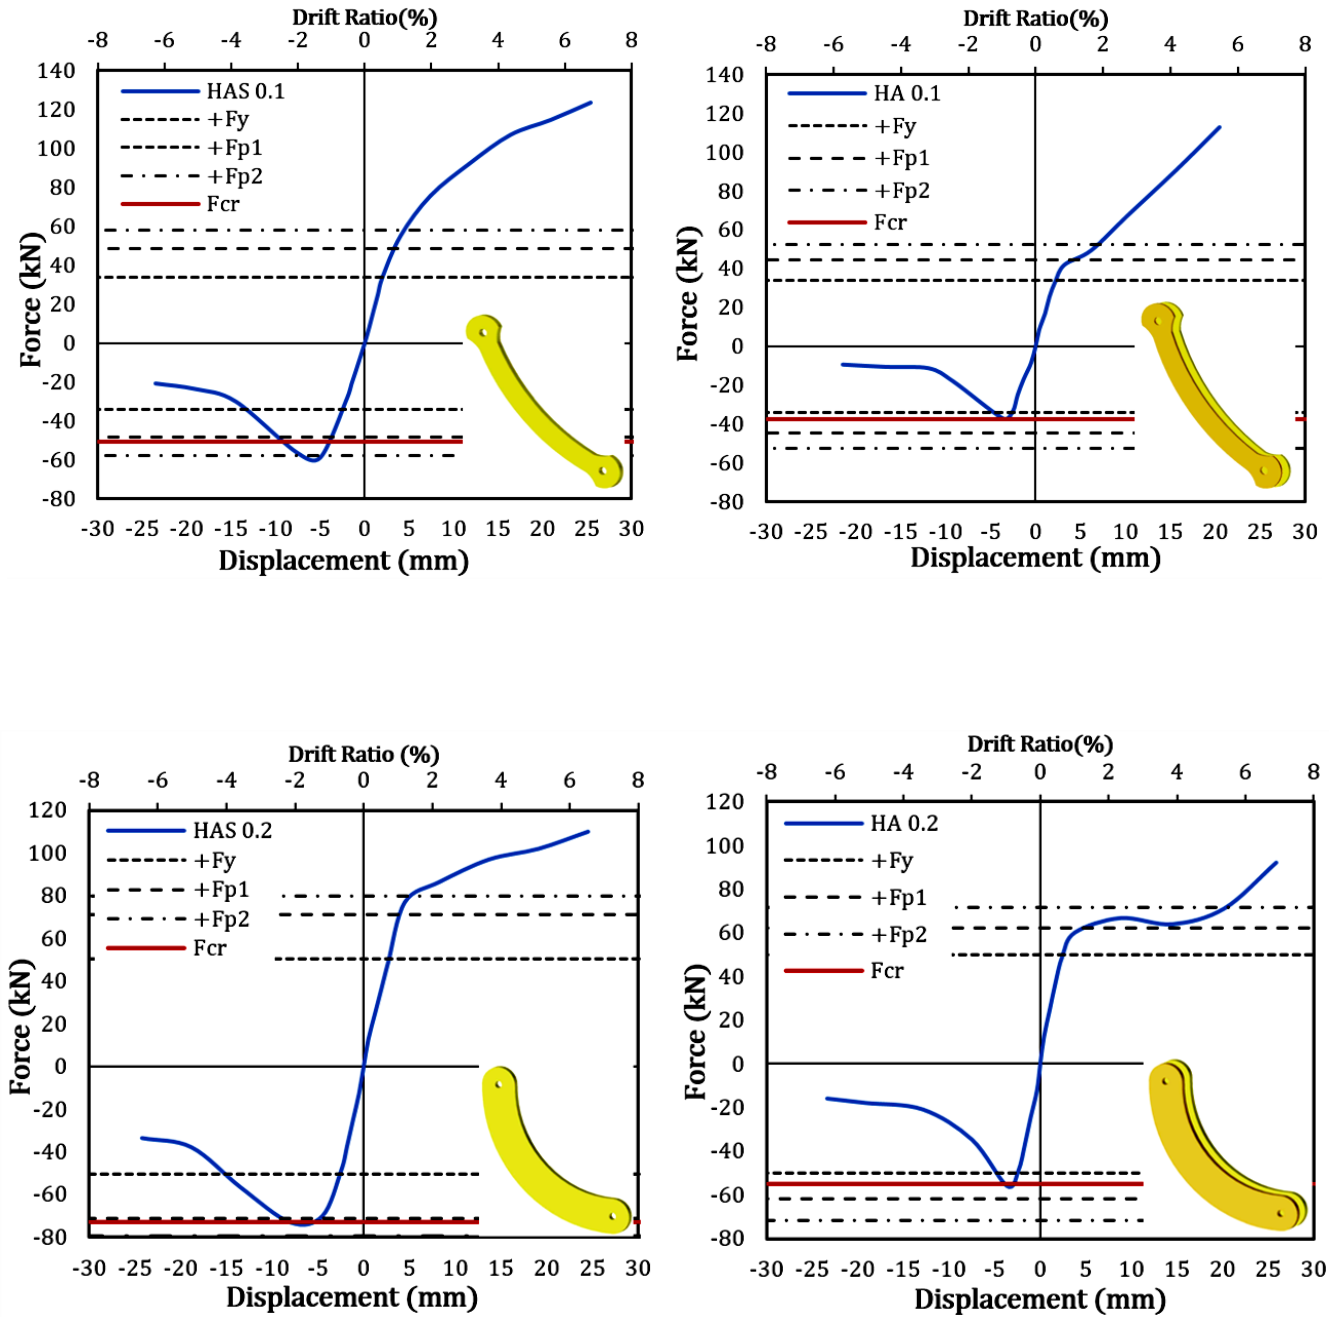 Drift Ratio(%)
-8 -6 -4 -2 0 2 4 6 8
140
120
100
80
60
40
20
0
-20
-40
-60
-80
Force (kN)
HAS 0.1
+Fy
+Fp1
+Fp2
Fcr
-30 -25 -20 -15 -10 -5 0 5 10 15 20 25 30
Displacement (mm)
Drift Ratio(%)
-8 -6 -4 -2 0 2 4 6 8
140
120
100
80
60
40
20
0
-20
-40
-60
-80
Force (kN)
HA 0.1
+Fy
+Fp1
+Fp2
Fcr
-30 -25 -20 -15 -10 -5 0 5 10 15 20 25 30
Displacement (mm)
Drift Ratio (%)
-8 -6 -4 -2 0 2 4 6 8
120
100
80
60
40
20
0
-20
-40
-60
-80
Force (kN)
HAS 0.2
+Fy
+Fp1
+Fp2
Fcr
-30 -25 -20 -15 -10 -5 0 5 10 15 20 25 30
Displacement (mm)
Drift Ratio(%)
-8 -6 -4 -2 0 2 4 6 8
120
100
80
60
40
20
0
-20
-40
-60
-80
Force (kN)
HA 0.2
+Fy
+Fp1
+Fp2
Fcr
-30 -25 -20 -15 -10 -5 0 5 10 15 20 25 30
Displacement (mm)